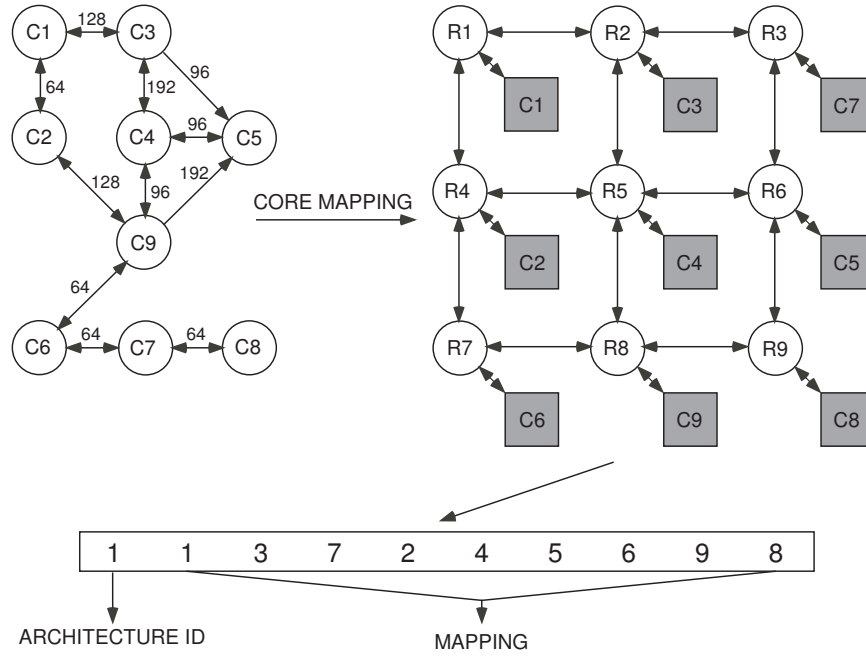 C1 128 C3
64 192 96
C2 C4 96 C5
128 96 192
C9
64
C6 64 C7 64 C8
CORE MAPPING
R1 R2 R3
C1 C3 C7
R4 R5 R6
C2 C4 C5
R7 R8 R9
C6 C9 C8
1 1 3 7 2 4 5 6 9 8
ARCHITECTURE ID
MAPPING